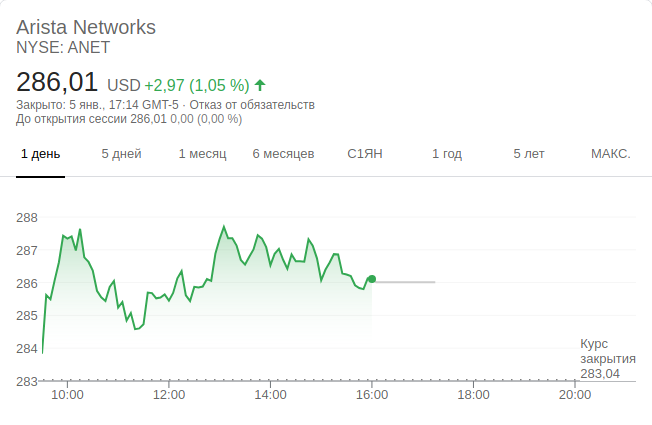 Arista Networks
NYSE: ANET
286,01 USD +2,97 (1,05 %)
Закрыто: 5 янв., 17:14 GMT-5 · Отказ от обязательств
До открытия сессии 286,01 0,00 (0,00 %)
1 день 5 дней 1 месяц 6 месяцев С1ЯН 1 год 5 лет МАКС.
288
287
286
285
284
283
Курс
закрытия
283,04
10:00 12:00 14:00 16:00 18:00 20:00